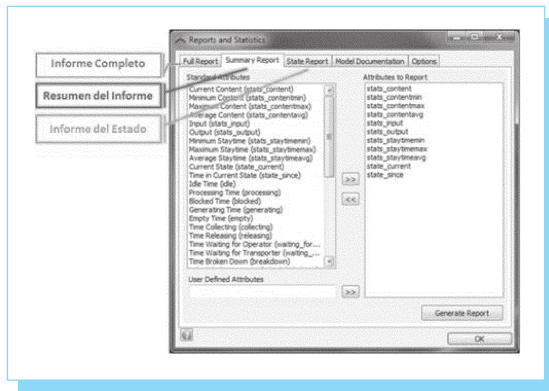 Informe Completo
Resumen del Informe
Informe del Estado
Reports and Statistics
Full Report
Summary Report
State Report
Model Documentation
Options
Standard Attributes
Current Content (stats_content)
Minimum Content (stats_contentmin)
Maximum Content (stats_contentmax)
Average Content (stats_contentavg)
Input (stats_input)
Output (stats_output)
Minimum Staytime (stats_staytimemin)
Maximum Staytime (stats_staytimemax)
Average Staytime (stats_staytimeavg)
Current State (state_current)
Time in Current State (state_since)
Idle Time (idle)
Processing Time (processing)
Blocked Time (blocked)
Generating Time (generating)
Empty Time (empty)
Time Collecting (collecting)
Time Releasing (releasing)
Time Waiting for Operator (waiting_for...
Time Waiting for Transporter (waiting_...
Time Broken Down (breakdown)
User Defined Attributes
>>
<<
>>
Attributes to Report
stats_content
stats_contentmin
stats_contentmax
stats_contentavg
stats_input
stats_output
stats_staytimemin
stats_staytimemax
stats_staytimeavg
state_current
state_since
Generate Report
OK